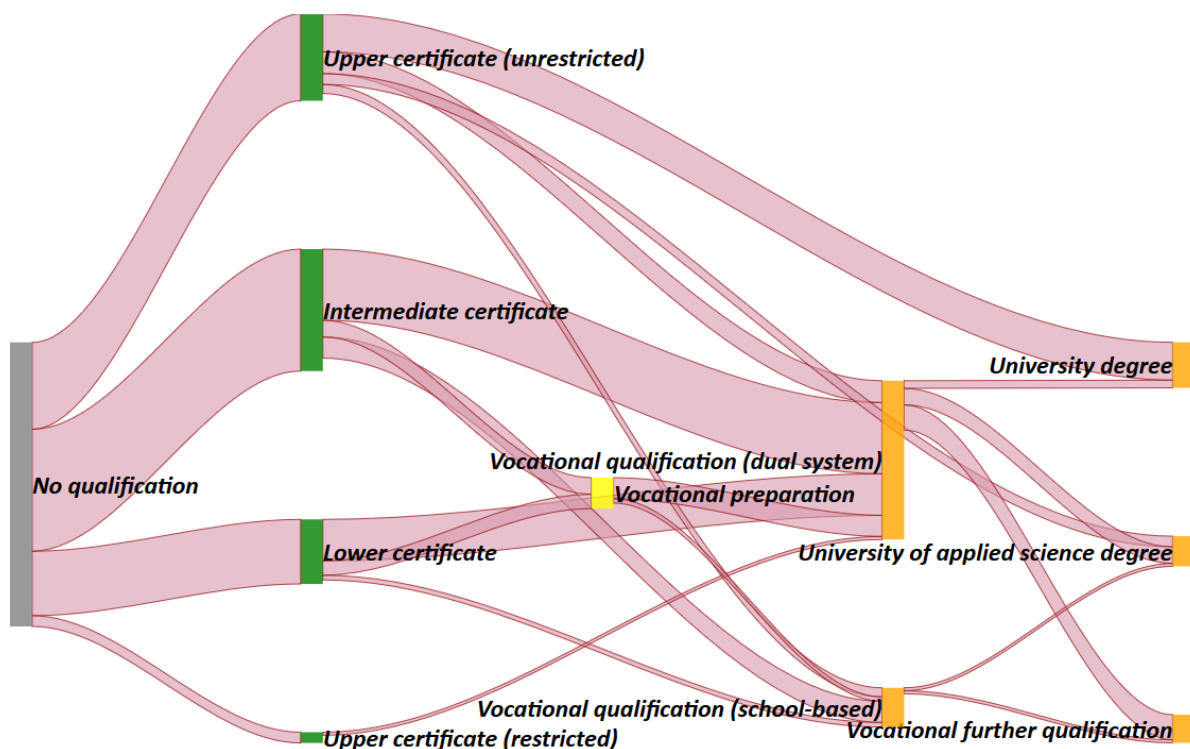 Upper certificate (unrestricted)
Intermediate certificate
University degree
Vocational qualification (dual system)
No qualification
Vocational preparation
Lower certificate
University of applied science degree
Vocational qualification (school-based)
Vocational further qualification
Upper certificate (restricted)